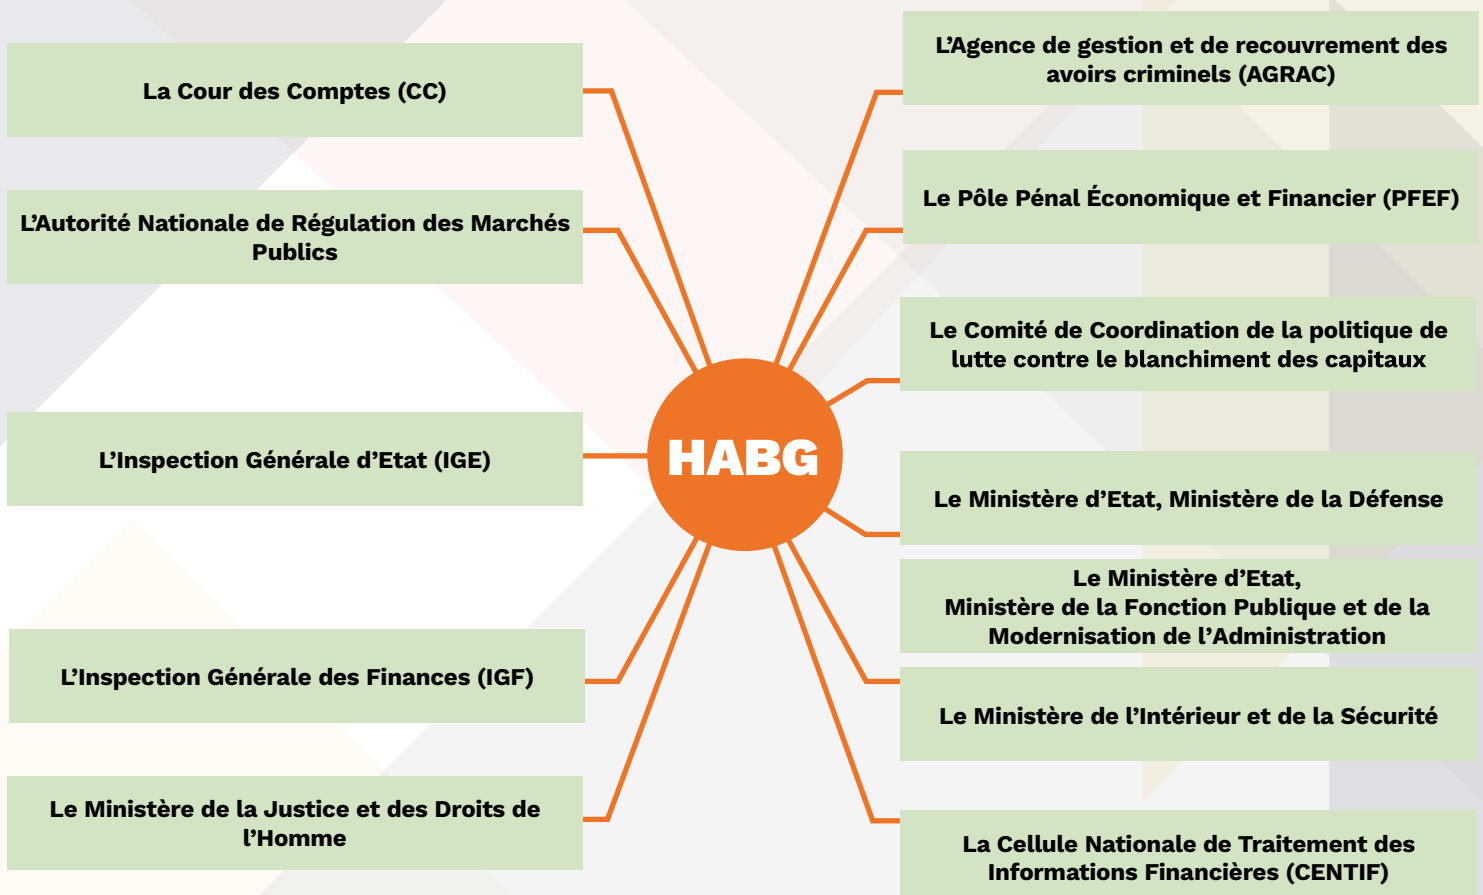 La Cour des Comptes (CC)
L’Autorité Nationale de Régulation des Marchés
Publics
L’Inspection Générale d’Etat (IGE)
L’Inspection Générale des Finances (IGF)
Le Ministère de la Justice et des Droits de
l’Homme
HABG
L’Agence de gestion et de recouvrement des
avoirs criminels (AGRAC)
Le Pôle Pénal Économique et Financier (PFEF)
Le Comité de Coordination de la politique de
lutte contre le blanchiment des capitaux
Le Ministère d’Etat, Ministère de la Défense
Le Ministère d’Etat,
Ministère de la Fonction Publique et de la
Modernisation de l’Administration
Le Ministère de l’Intérieur et de la Sécurité
La Cellule Nationale de Traitement des
Informations Financières (CENTIF)